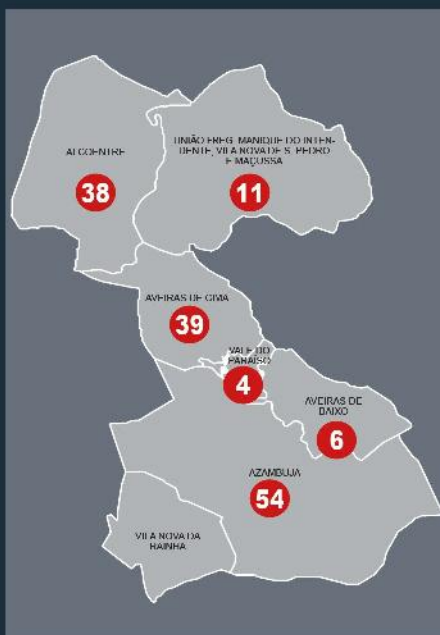 ALCOENTRE
38
UNIÃO FREG. MANIQUE DO INTEN-
DENTE, VILA NOVA DE S. PEDRO
E MAÇUSSA
11
AVEIRAS DE CIMA
39
VALE DO
PARAÍSO
4
AVEIRAS DE
BAIXO
6
AZAMBUJA
54
VILA NOVA DA
RAINHA